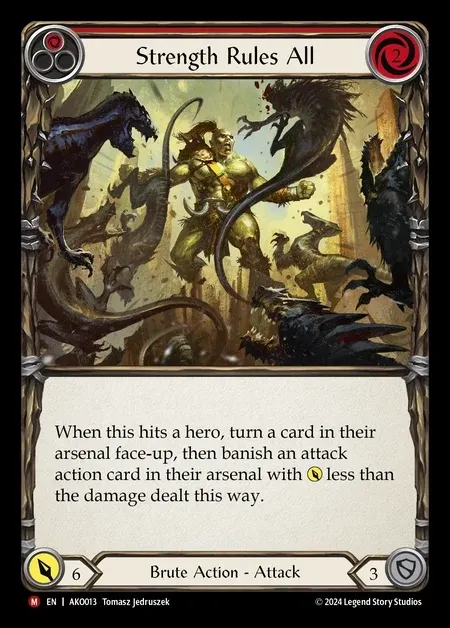 Strength Rules All
2
When this hits a hero, turn a card in their
arsenal face-up, then banish an attack
action card in their arsenal with less than
the damage dealt this way.
6
Brute Action - Attack
3
M EN | AKO013 Tomasz Jedruszek
© 2024 Legend Story Studios